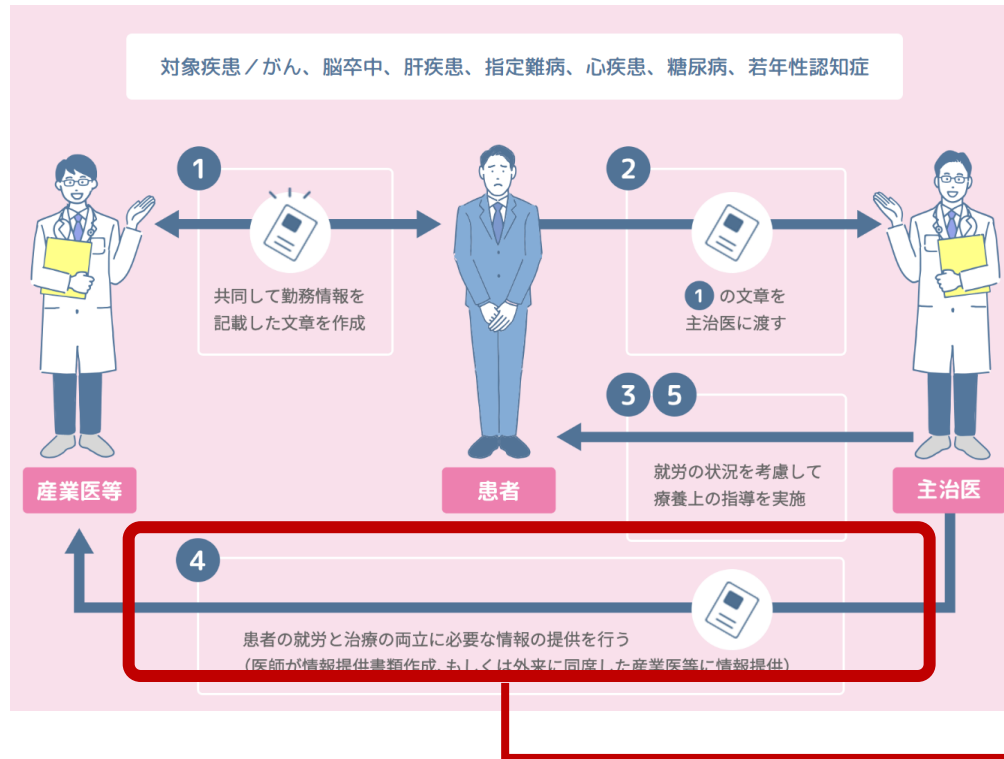 対象疾患／がん、脳卒中、肝疾患、指定難病、心疾患、糖尿病、若年性認知症
1
共同して勤務情報を
記載した文章を作成
2
1 の文章を
主治医に渡す
3 5
就労の状況を考慮して
療養上の指導を実施
産業医等
患者
主治医
4
患者の就労と治療の両立に必要な情報の提供を行う
（医師が情報提供書類作成、もしくは外来に同席した産業医等に情報提供）